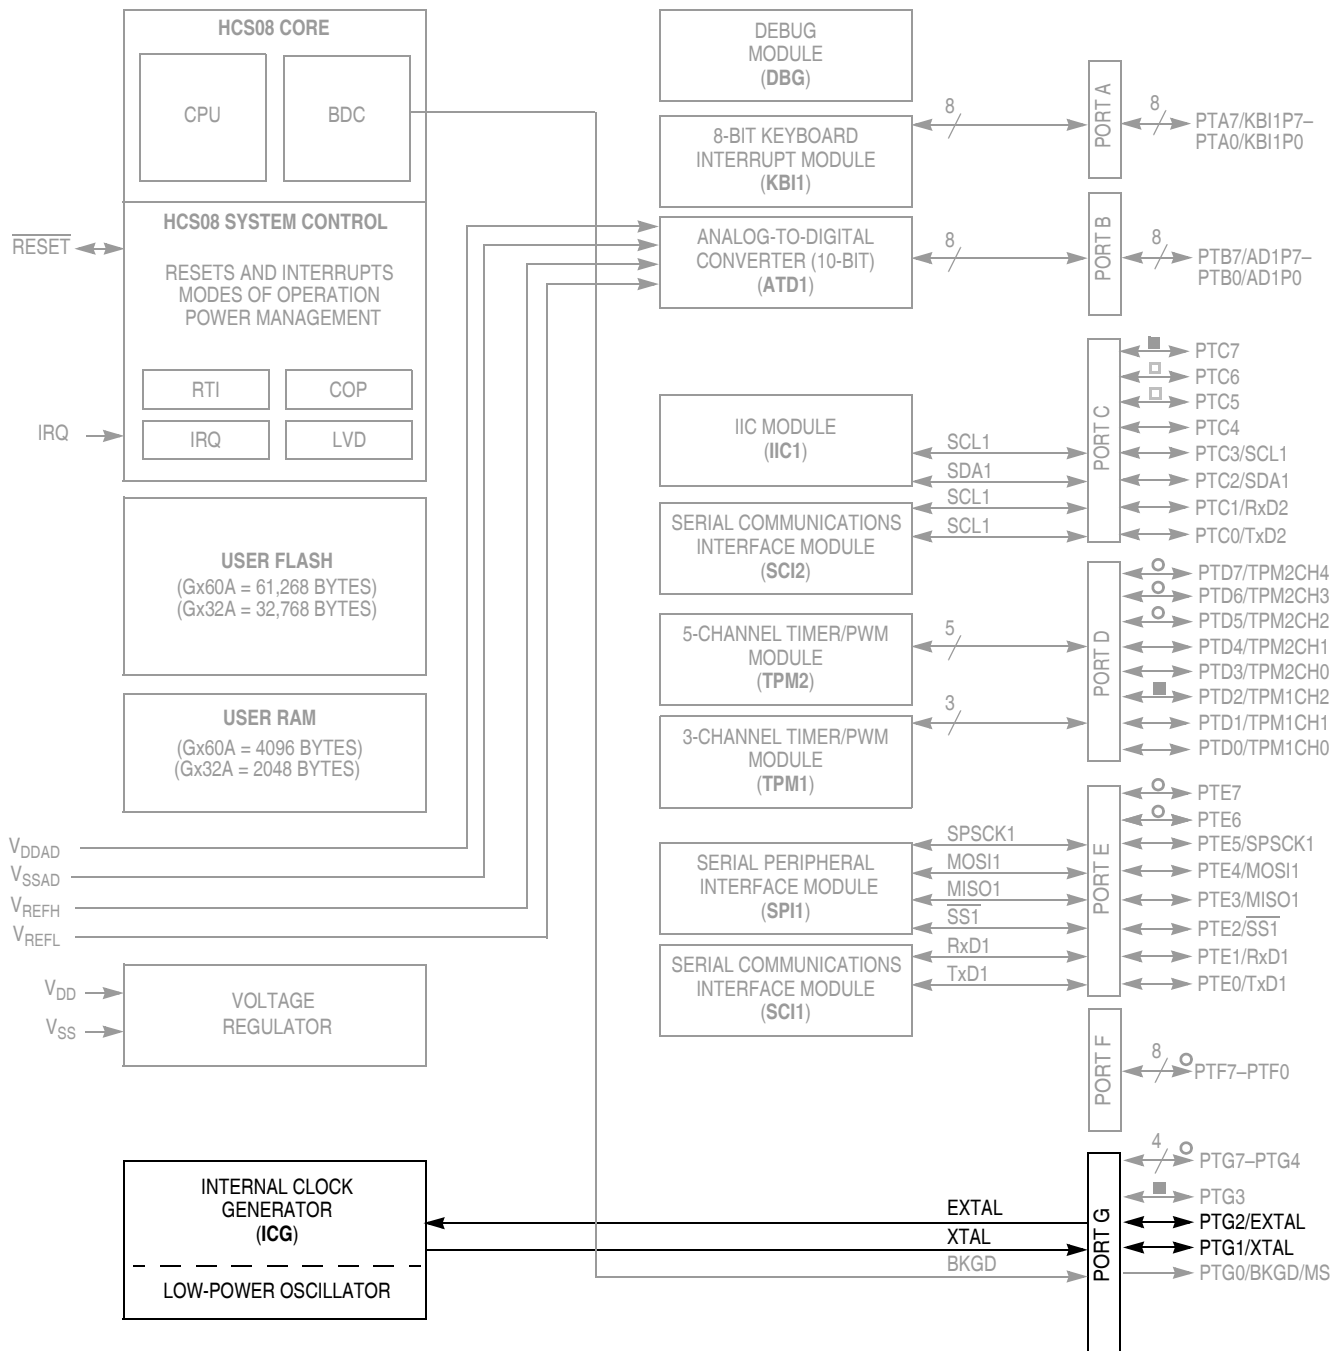 HCS08 CORE
CPU
BDC
HCS08 SYSTEM CONTROL
RESET
RESETS AND INTERRUPTS
MODES OF OPERATION
POWER MANAGEMENT
RTI
COP
IRQ
IRQ
LVD
USER FLASH
(Gx60A = 61,268 BYTES)
(Gx32A = 32,768 BYTES)
USER RAM
(Gx60A = 4096 BYTES)
(Gx32A = 2048 BYTES)
VDDAD
VSSAD
VREFH
VREFL
VDD
VSS
VOLTAGE
REGULATOR
INTERNAL CLOCK
GENERATOR
(ICG)
LOW-POWER OSCILLATOR
DEBUG
MODULE
(DBG)
8-BIT KEYBOARD
INTERRUPT MODULE
(KBI1)
8
ANALOG-TO-DIGITAL
CONVERTER (10-BIT)
(ATD1)
8
IIC MODULE
(IIC1)
SCL1
SDA1
SERIAL COMMUNICATIONS
INTERFACE MODULE
(SCI2)
SCL1
SCL1
5-CHANNEL TIMER/PWM
MODULE
(TPM2)
5
3-CHANNEL TIMER/PWM
MODULE
(TPM1)
3
SERIAL PERIPHERAL
INTERFACE MODULE
(SPI1)
SPSCK1
MOSI1
MISO1
SS1
SERIAL COMMUNICATIONS
INTERFACE MODULE
(SCI1)
RxD1
TxD1
EXTAL
XTAL
BKGD
PORT A
8
PTA7/KBI1P7–
PTA0/KBI1P0
PORT B
8
PTB7/AD1P7–
PTB0/AD1P0
PORT C
PTC7
PTC6
PTC5
PTC4
PTC3/SCL1
PTC2/SDA1
PTC1/RxD2
PTC0/TxD2
PORT D
PTD7/TPM2CH4
PTD6/TPM2CH3
PTD5/TPM2CH2
PTD4/TPM2CH1
PTD3/TPM2CH0
PTD2/TPM1CH2
PTD1/TPM1CH1
PTD0/TPM1CH0
PORT E
PTE7
PTE6
PTE5/SPSCK1
PTE4/MOSI1
PTE3/MISO1
PTE2/SS1
PTE1/RxD1
PTE0/TxD1
PORT F
8
PTF7–PTF0
PORT G
4
PTG7–PTG4
PTG3
PTG2/EXTAL
PTG1/XTAL
PTG0/BKGD/MS